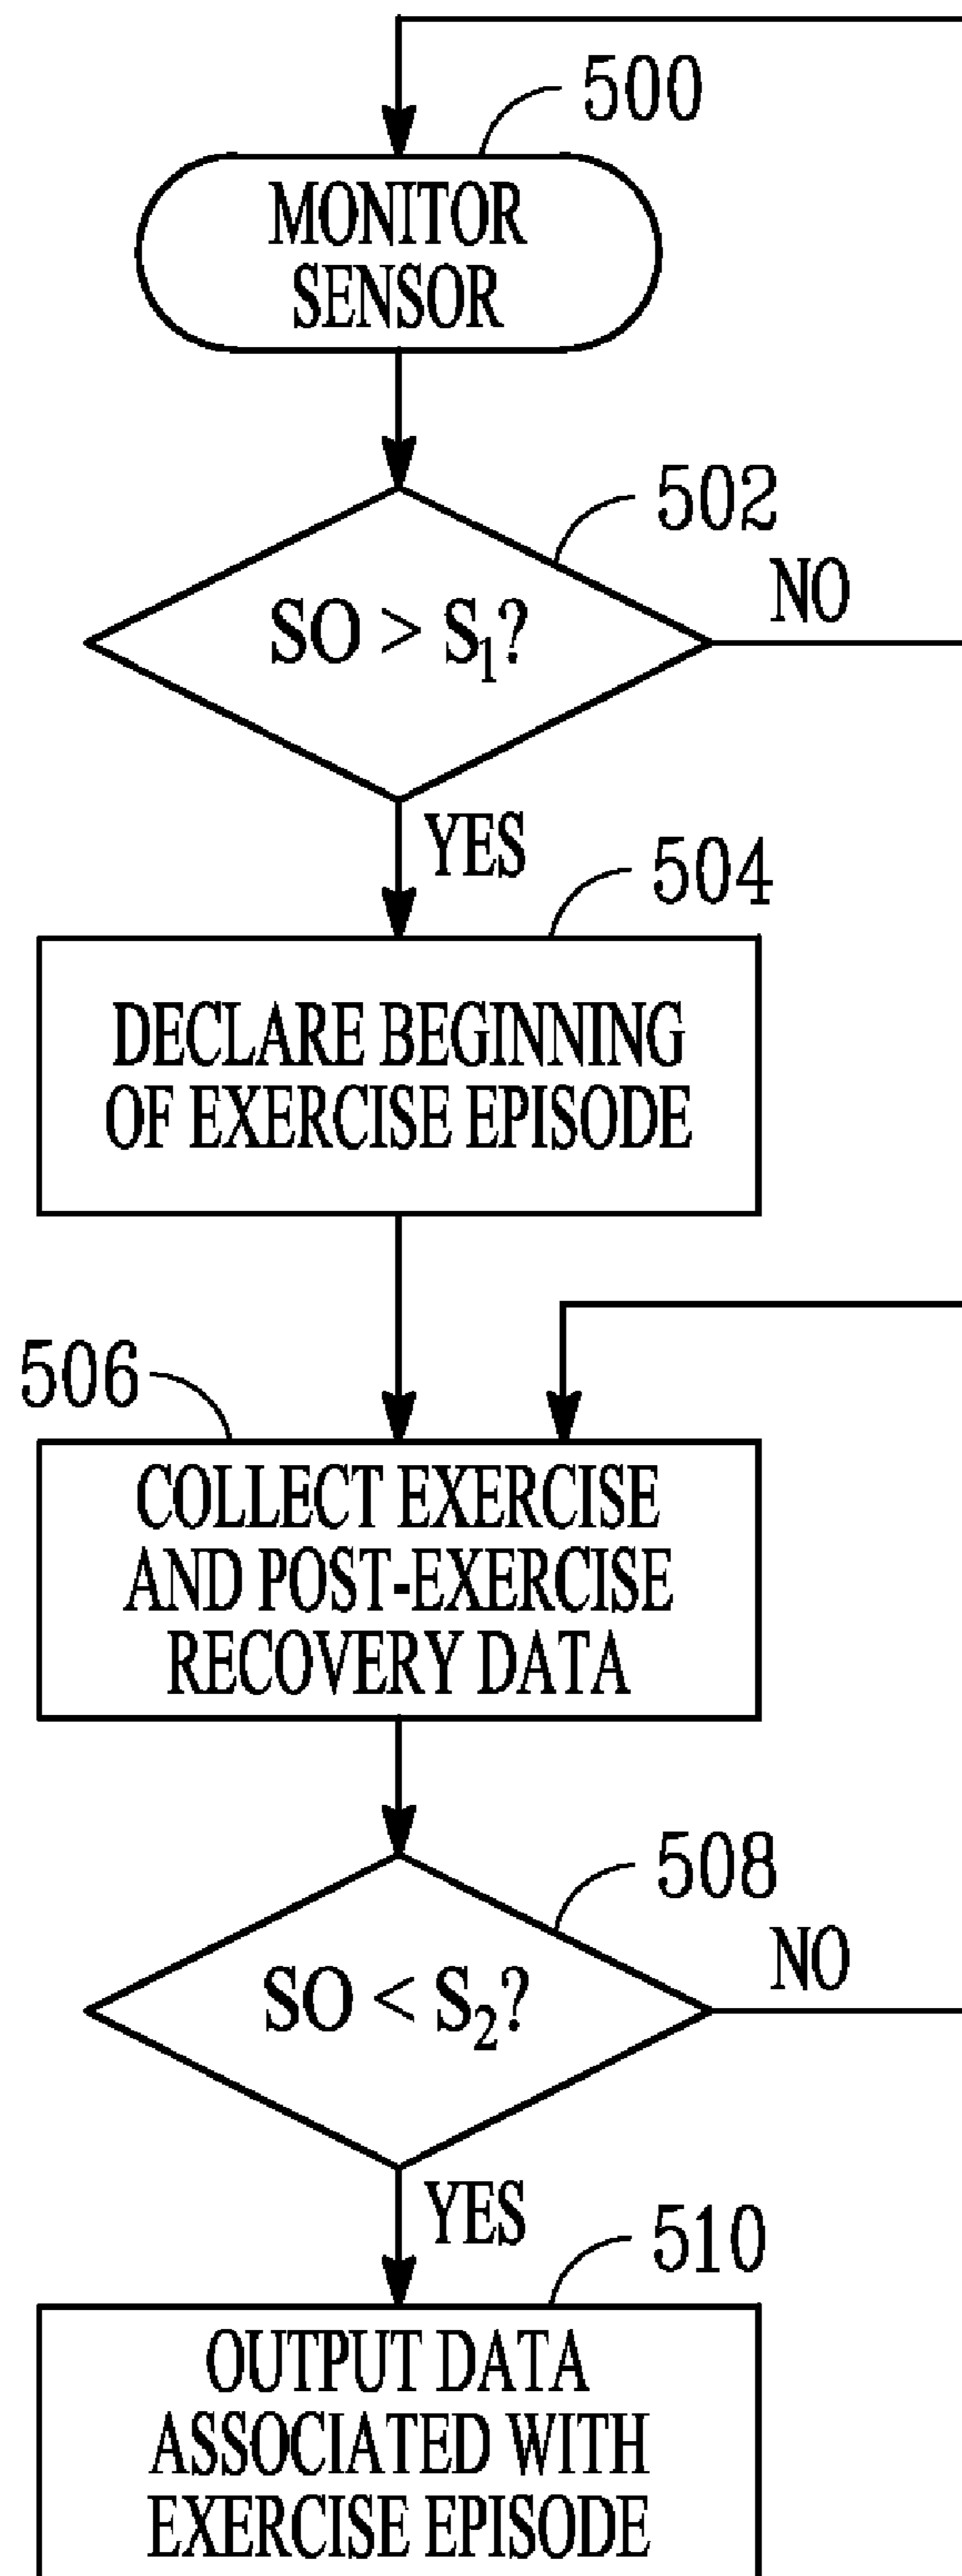 500
MONITOR
SENSOR
502
SO > S₁?
NO
YES
504
DECLARE BEGINNING
OF EXERCISE EPISODE
506
COLLECT EXERCISE
AND POST-EXERCISE
RECOVERY DATA
508
SO < S₂?
NO
YES
510
OUTPUT DATA
ASSOCIATED WITH
EXERCISE EPISODE